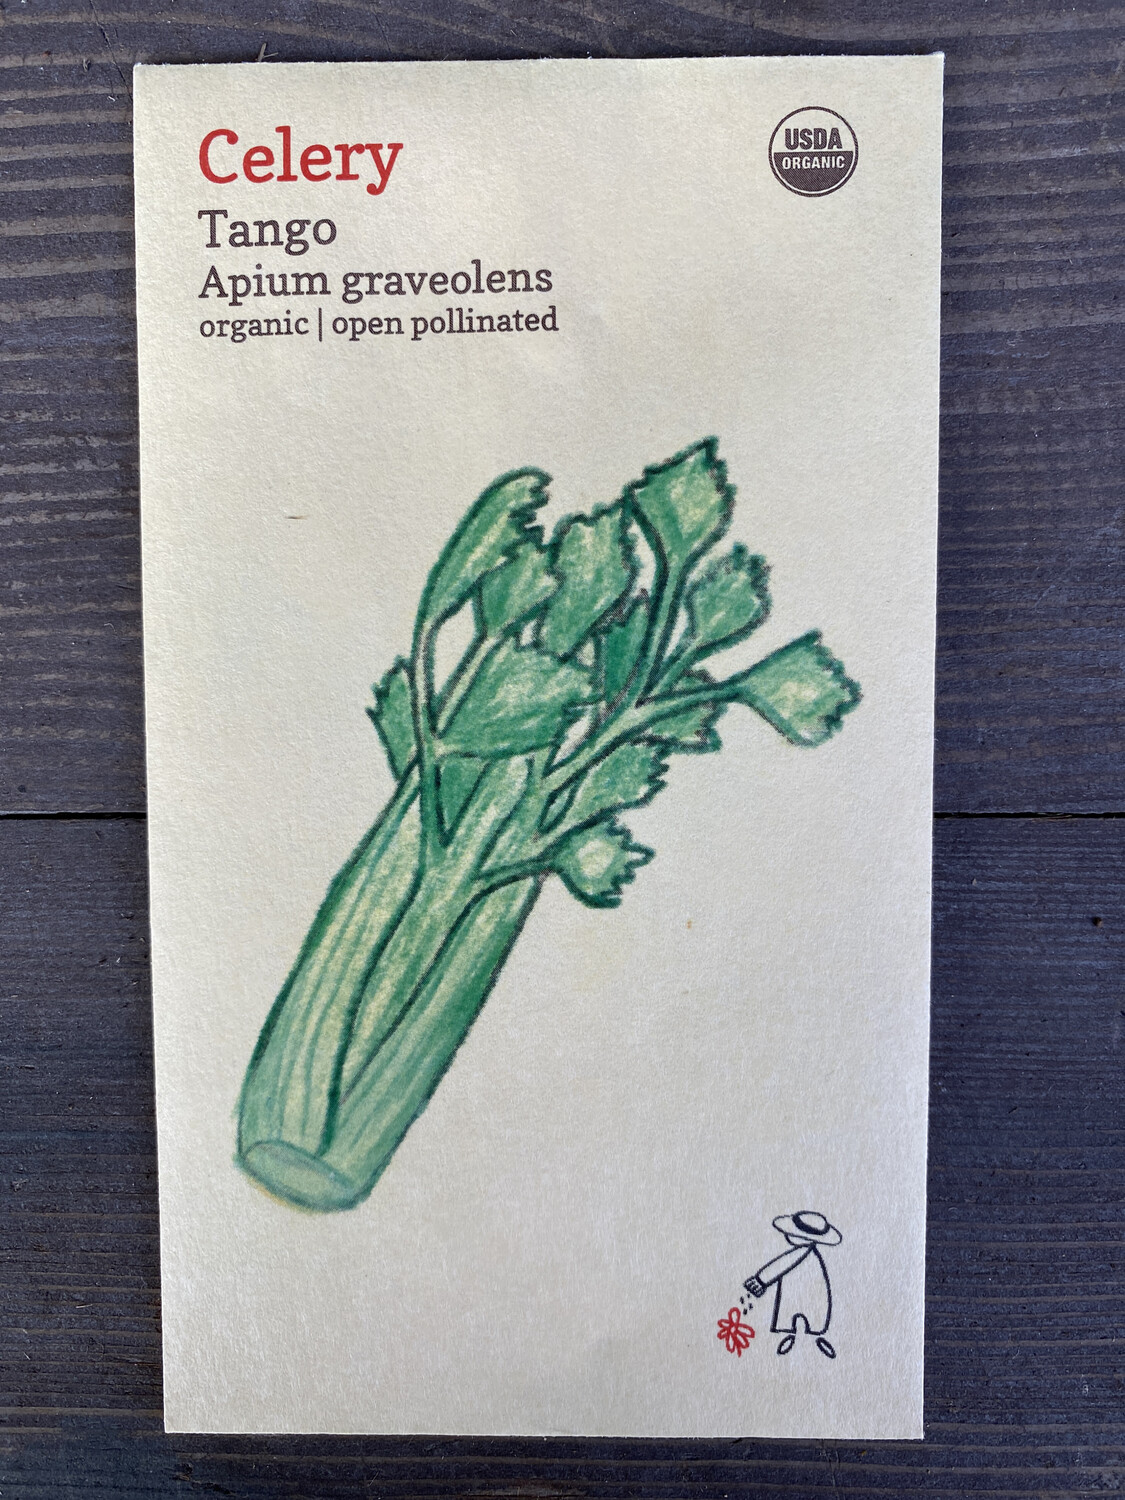 Celery
USDA
ORGANIC
Tango
Apium graveolens
organic | open pollinated